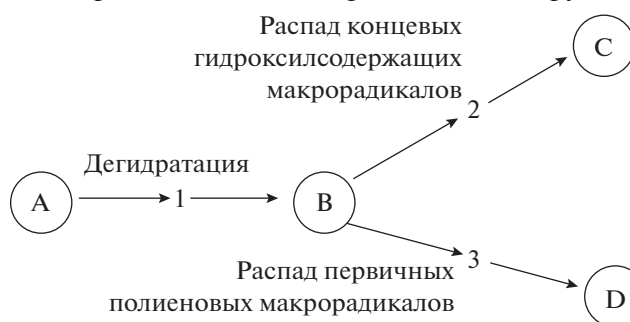 Распад концевых
гидроксилсодержащих
макрорадикалов
C
2
Дегидратация
A
1
B
3
Распад первичных
полиеновых макрорадикалов
D